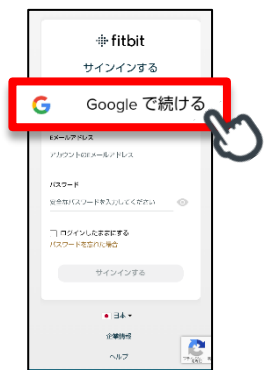 fitbit
サインインする
Google で続ける
Eメールアドレス
アカウントのEメールアドレス
パスワード
安全なパスワードを入力してください
ログインしたままにする
パスワードを忘れた場合
サインインする
日本
企業情報
ヘルプ